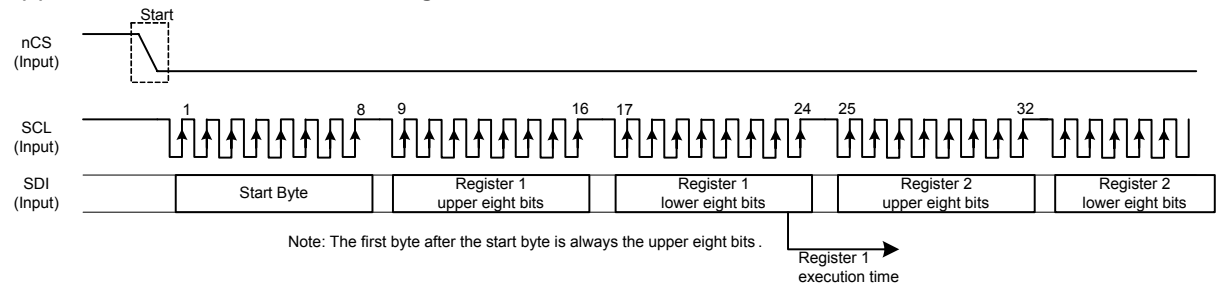 Start
nCS
(Input)
1
8
9
16
17
24
25
32
SCL
(Input)
SDI
(Input)
Start Byte
Register 1
upper eight bits
Register 1
lower eight bits
Register 2
upper eight bits
Register 2
lower eight bits
Note: The first byte after the start byte is always the upper eight bits .
Register 1
execution time